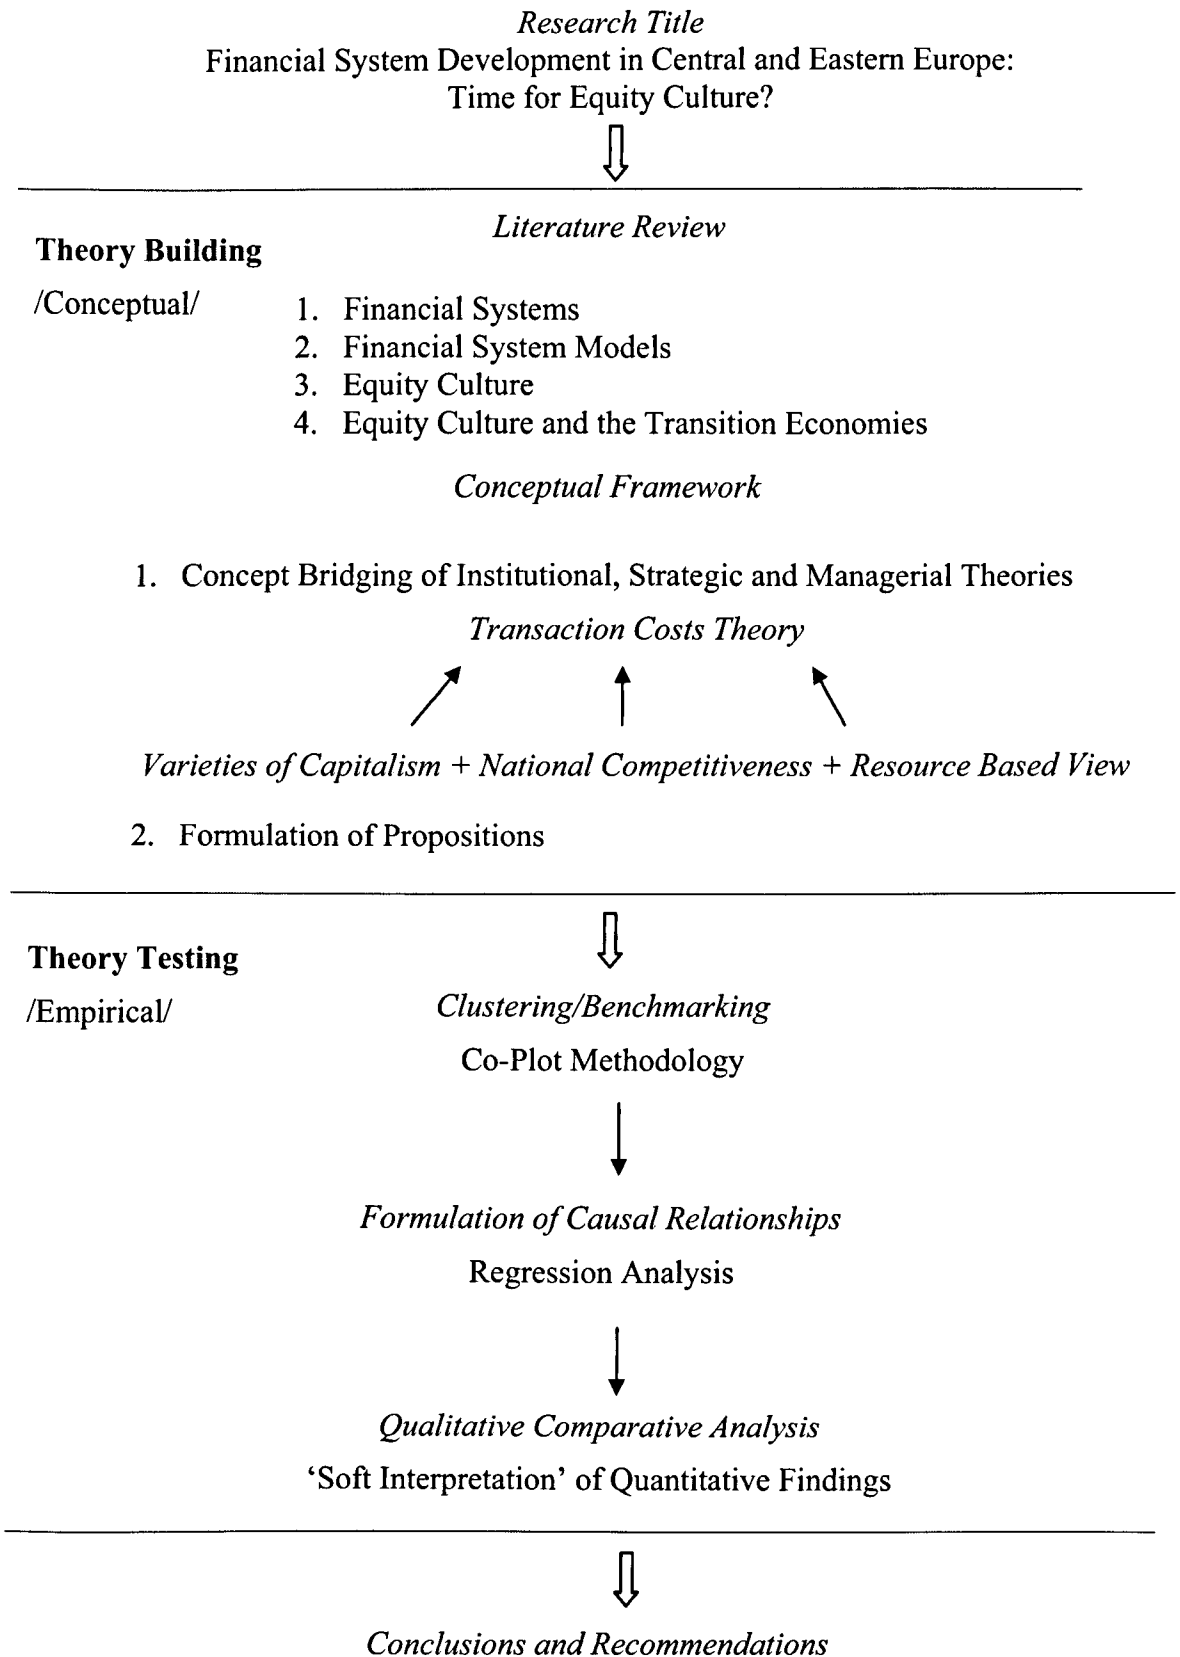 Research Title
Financial System Development in Central and Eastern Europe:
Time for Equity Culture?
Literature Review
Theory Building
/Conceptual/
1. Financial Systems
2. Financial System Models
3. Equity Culture
4. Equity Culture and the Transition Economies
Conceptual Framework
1. Concept Bridging of Institutional, Strategic and Managerial Theories
Transaction Costs Theory
Varieties of Capitalism + National Competitiveness + Resource Based View
2. Formulation of Propositions
Theory Testing
/Empirical/
Clustering/Benchmarking
Co-Plot Methodology
Formulation of Causal Relationships
Regression Analysis
Qualitative Comparative Analysis
‘Soft Interpretation’ of Quantitative Findings
Conclusions and Recommendations